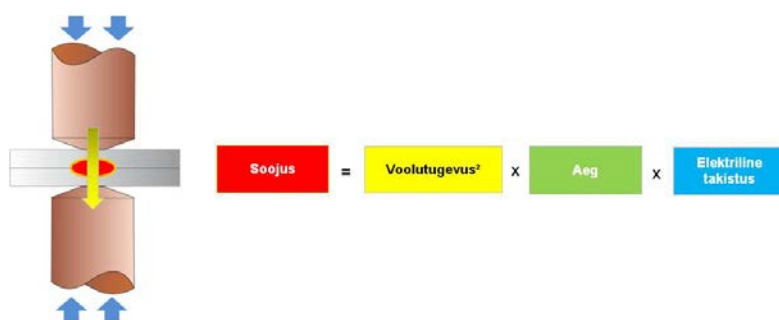 Soojus = Voolutugevus² x Aeg x Elektriline
takistus